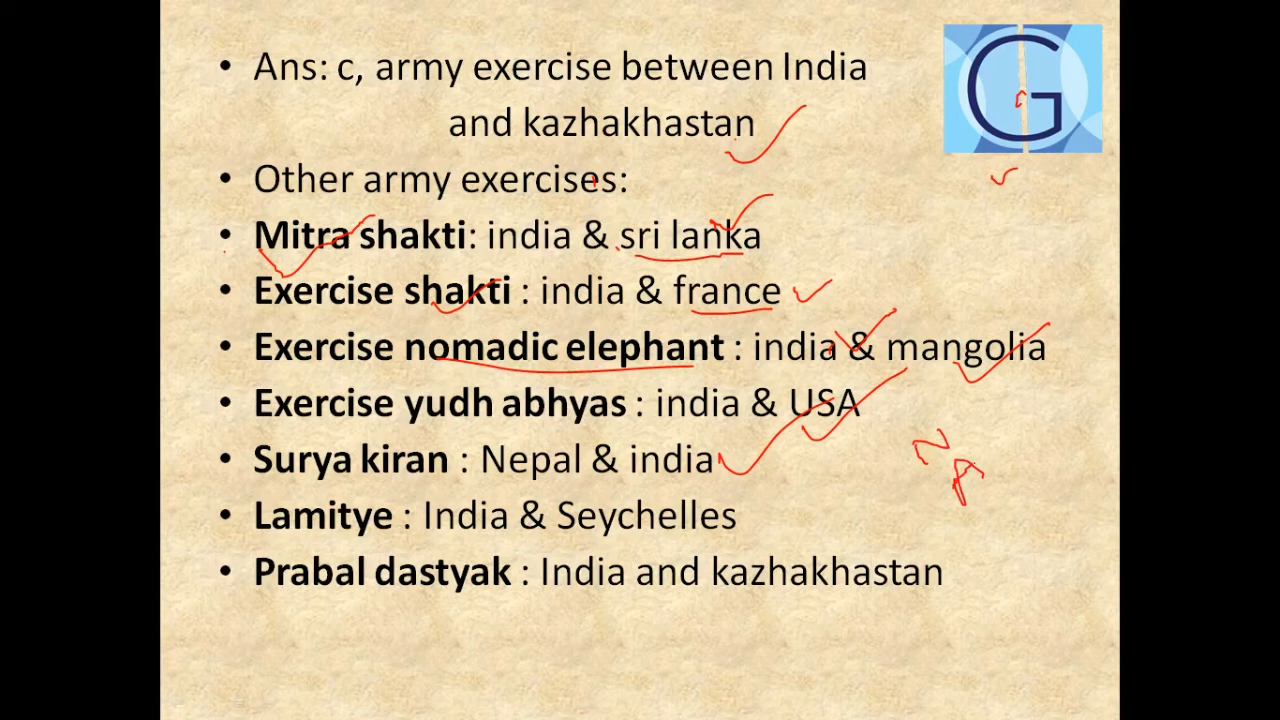 • Ans: c, army exercise between India
and kazhakhastan
• Other army exercises:
• Mitra shakti: india & sri lanka
• Exercise shakti : india & france
• Exercise nomadic elephant : india & mangolia
• Exercise yudh abhyas : india & USA
• Surya kiran : Nepal & india
• Lamitye : India & Seychelles
• Prabal dastyak : India and kazhakhastan
G
N
A